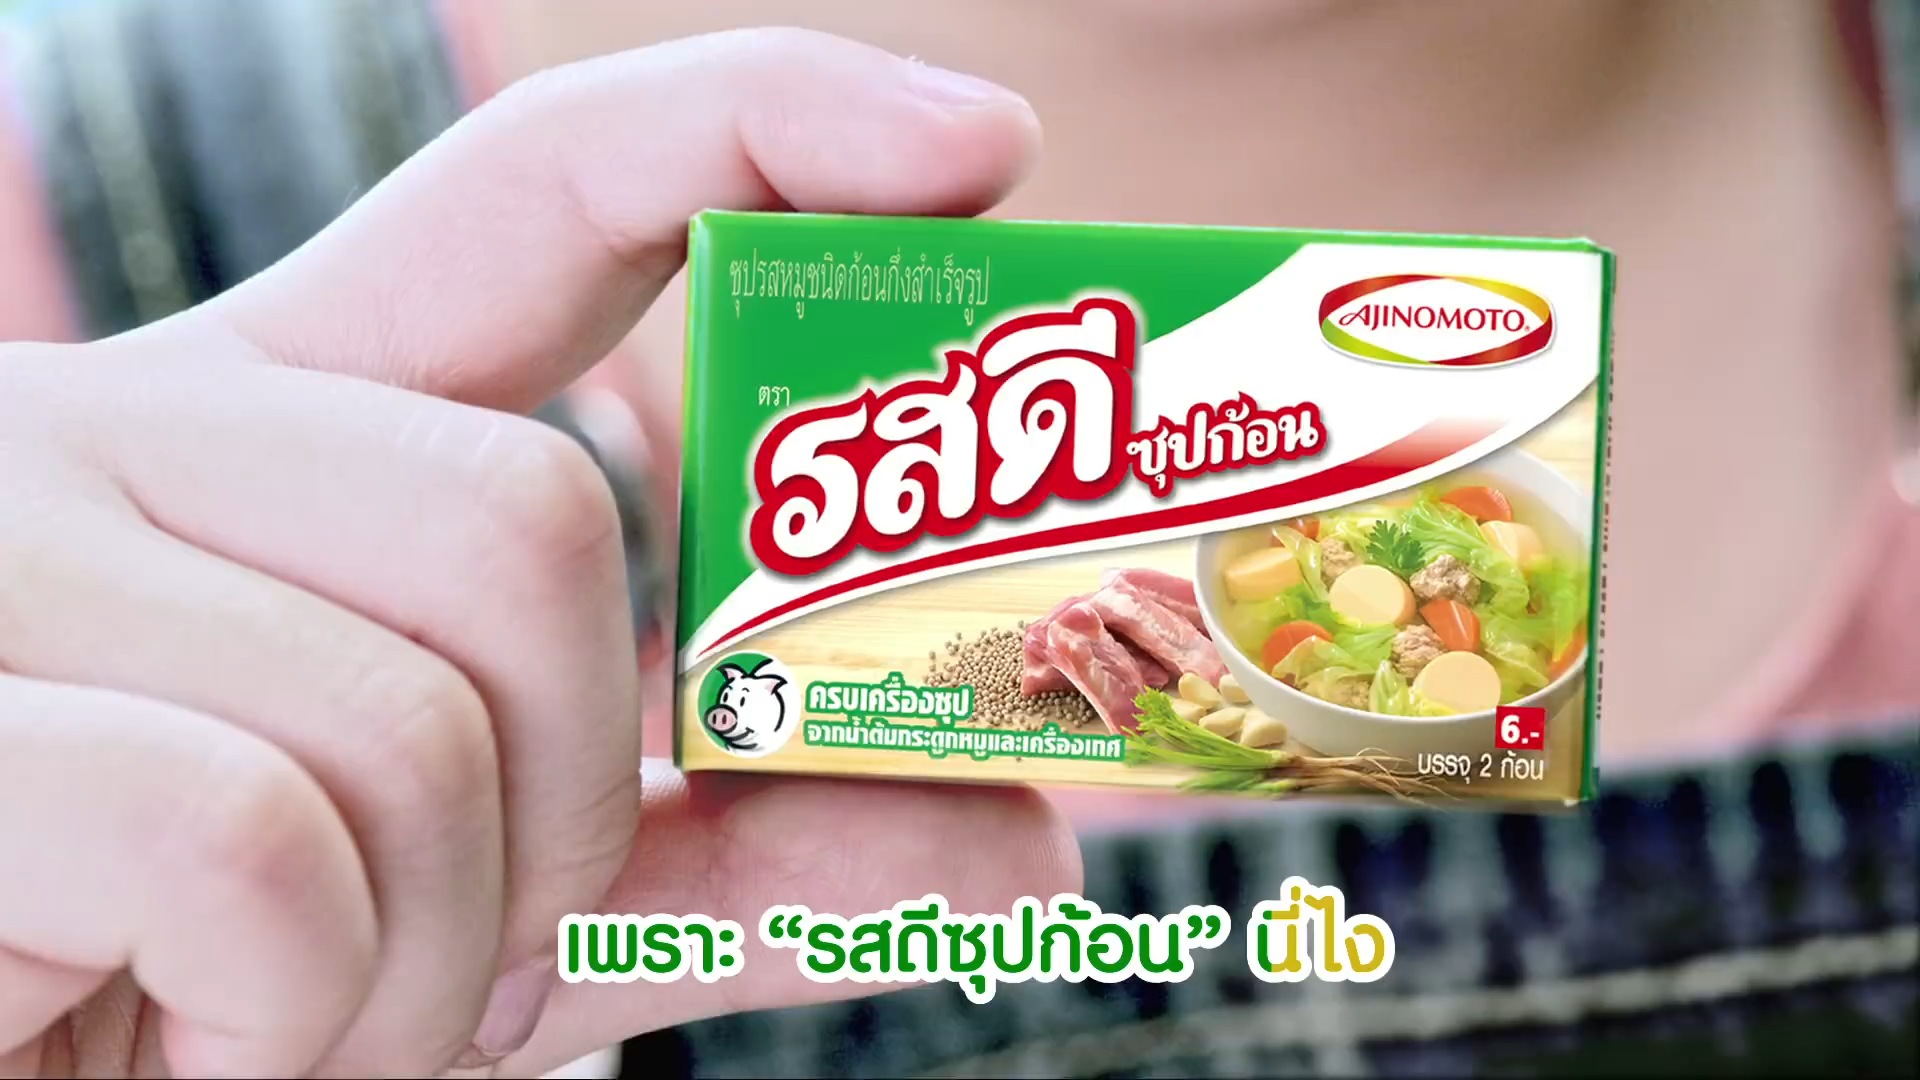 ซุปรสหมูชนิดก้อนกึ่งสำเร็จรูป
AJINOMOTO®
ตรา
รสดี ซุปก้อน
ครบเครื่องซุป
จากน้ำต้มกระดูกหมูและเครื่องเทศ
6.-
บรรจุ 2 ก้อน
เพราะ “รสดีซุปก้อน” นี่ไง